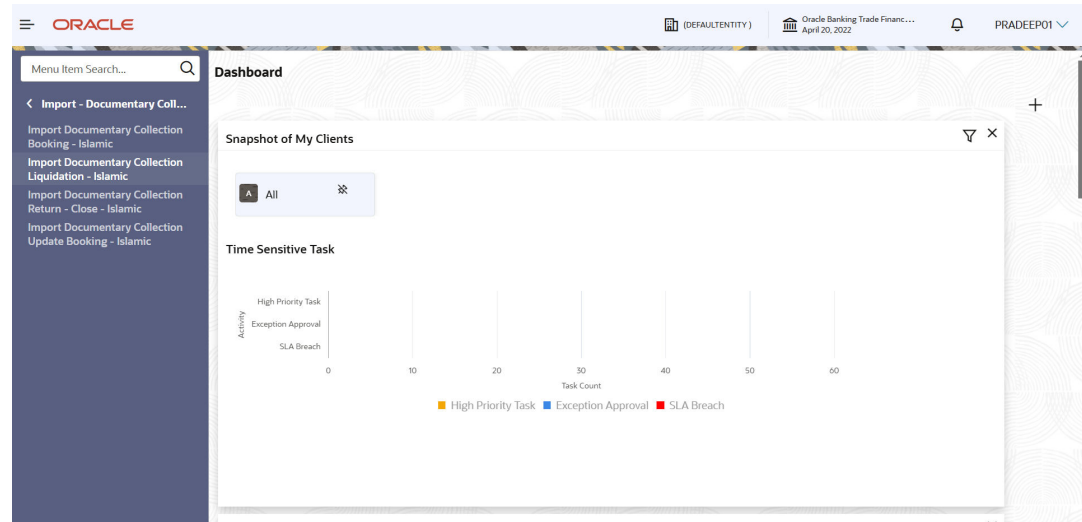 ORACLE
(DEFAULTENTITY)
Oracle Banking Trade Financ...
April 20, 2022
PRADEEP01
Menu Item Search...
Import - Documentary Coll...
Import Documentary Collection
Booking - Islamic
Import Documentary Collection
Liquidation - Islamic
Import Documentary Collection
Return - Close - Islamic
Import Documentary Collection
Update Booking - Islamic
Dashboard
Snapshot of My Clients
A All
Time Sensitive Task
Activity
High Priority Task
Exception Approval
SLA Breach
0 10 20 30 40 50 60
Task Count
High Priority Task Exception Approval SLA Breach